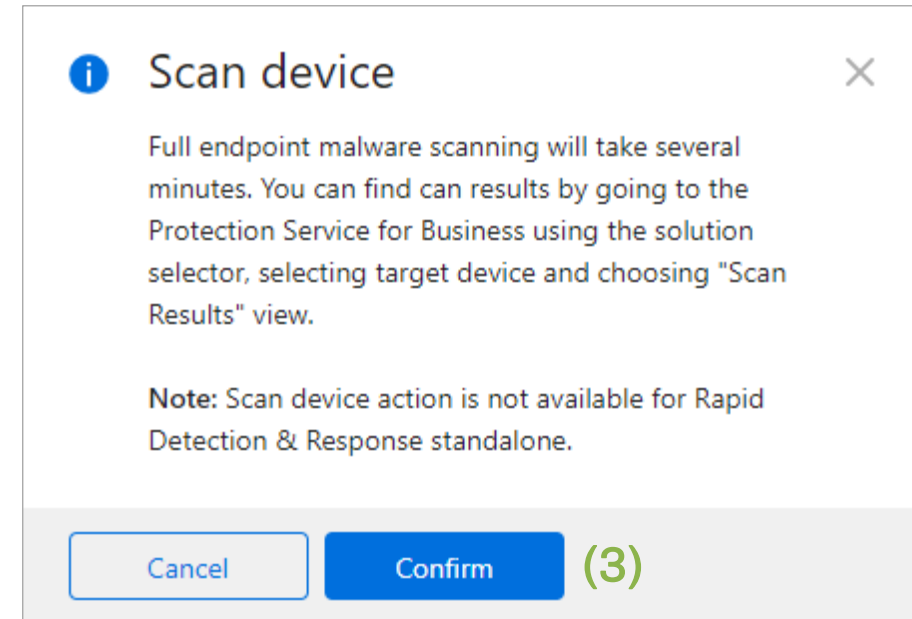 Scan device
Full endpoint malware scanning will take several
minutes. You can find can results by going to the
Protection Service for Business using the solution
selector, selecting target device and choosing "Scan
Results" view.
Note: Scan device action is not available for Rapid
Detection & Response standalone.
Cancel
Confirm
(3)